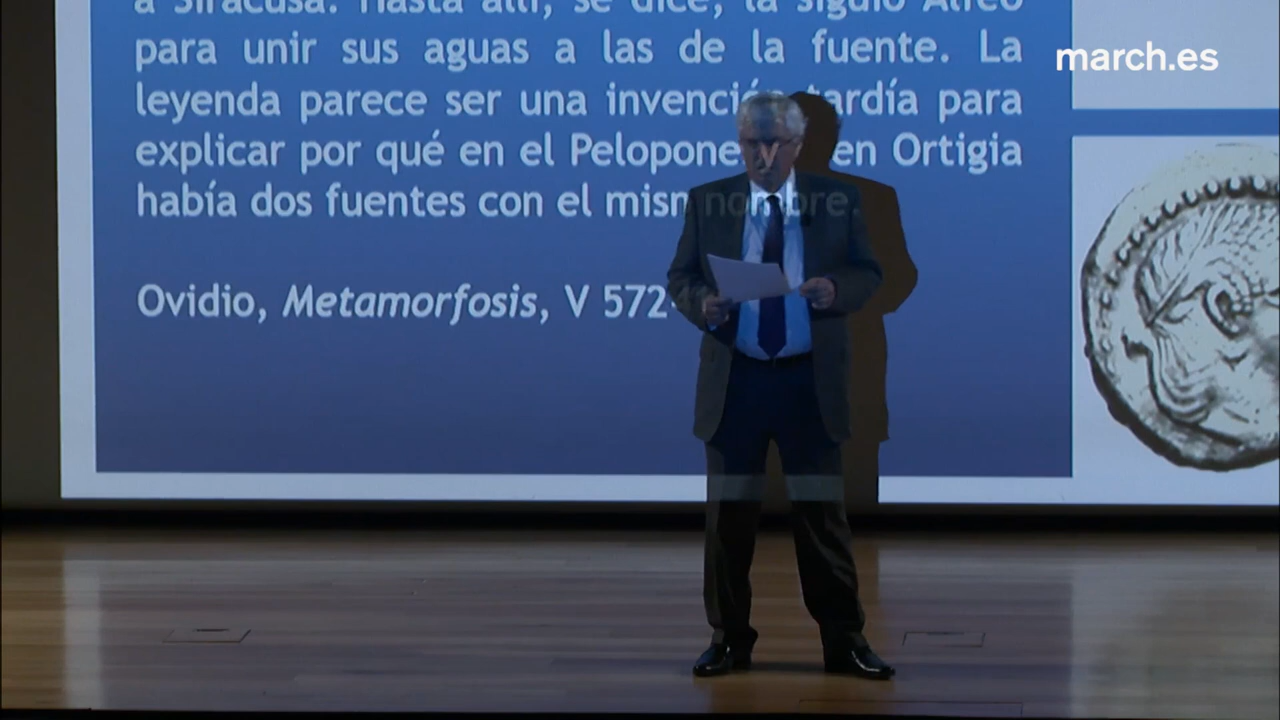 a Siracusa. Hasta allí, se dice, la siguió Alfeo
para unir sus aguas a las de la fuente. La
march.es
leyenda parece ser una invención tardía para
explicar por qué en el Pelopone y en Ortigia
había dos fuentes con el mism nombre.
Ovidio, Metamorfosis, V 572